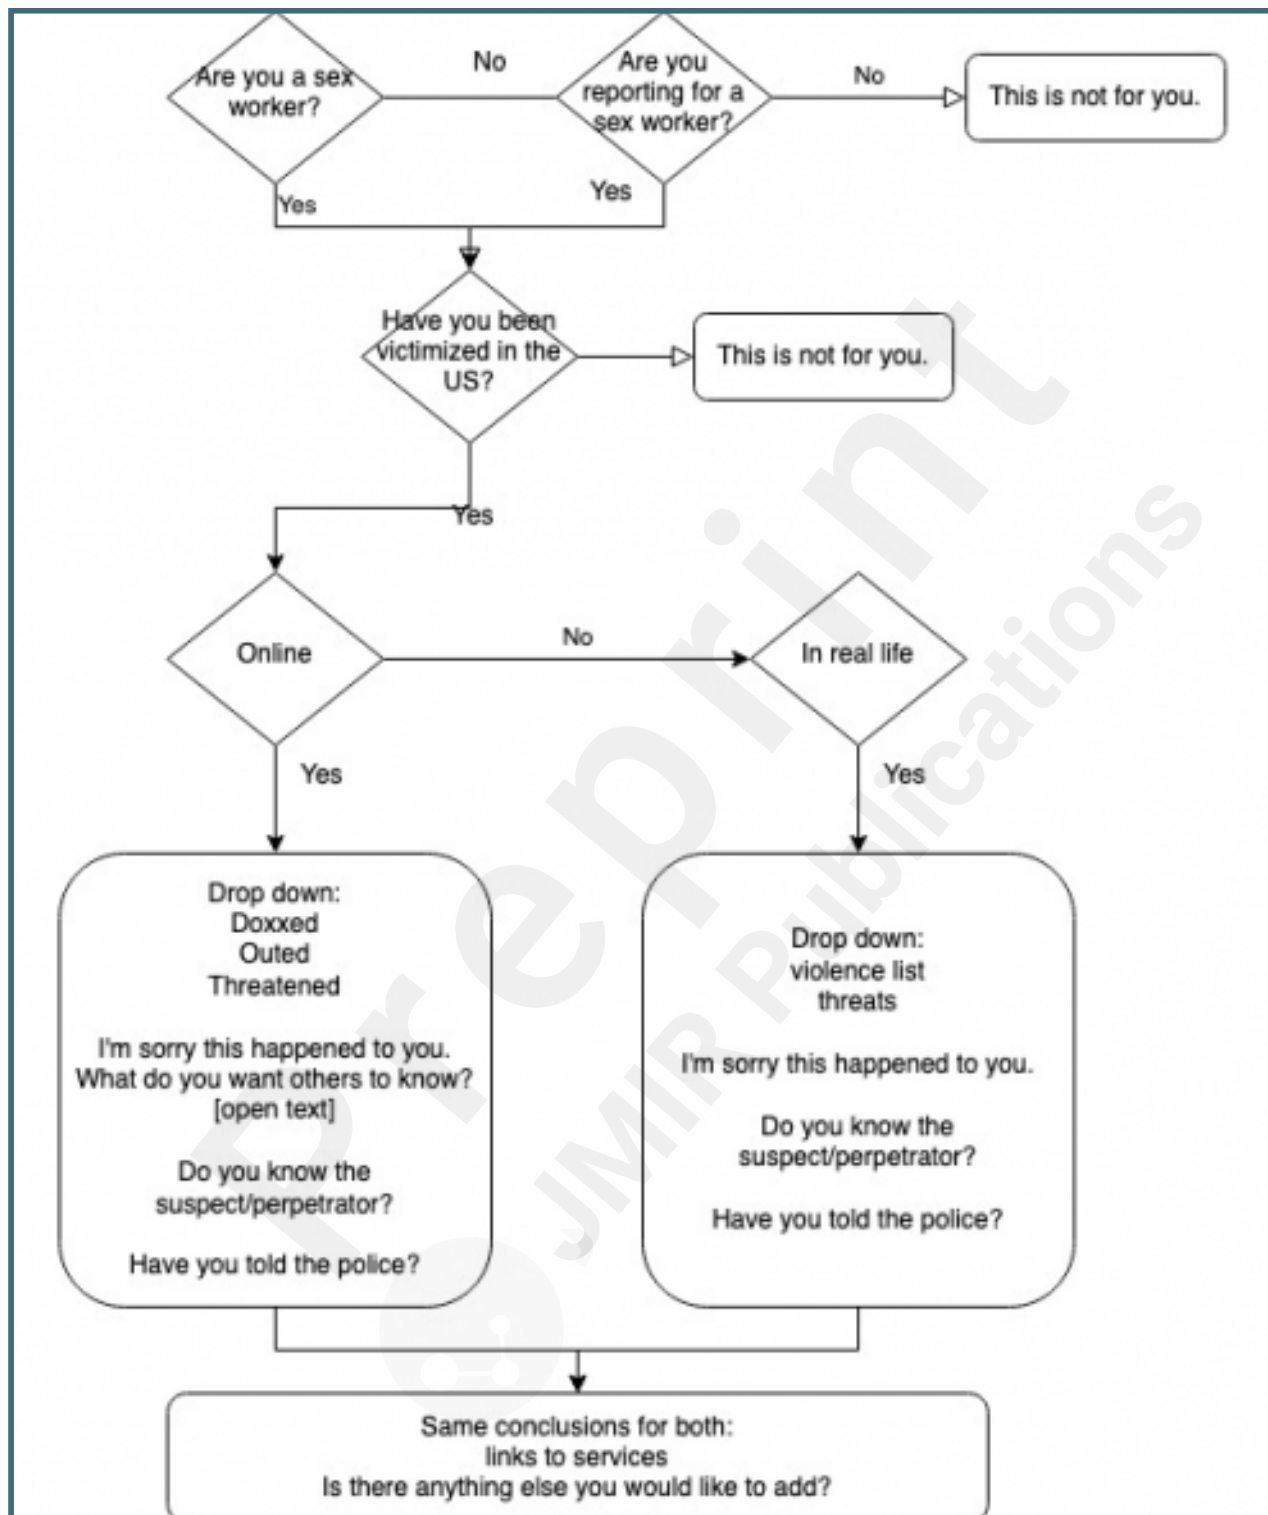 Are you a sex
worker?
No
Are you
reporting for a
sex worker?
No
This is not for you.
Yes
Yes
Have you been
victimized in the
US?
This is not for you.
Yes
Online
No
In real life
Yes
Yes
Drop down:
Doxxed
Outed
Threatened
I'm sorry this happened to you.
What do you want others to know?
[open text]
Do you know the
suspect/perpetrator?
Have you told the police?
Drop down:
violence list
threats
I'm sorry this happened to you.
Do you know the
suspect/perpetrator?
Have you told the police?
Same conclusions for both:
links to services
Is there anything else you would like to add?
Preprint
JMIR Publications